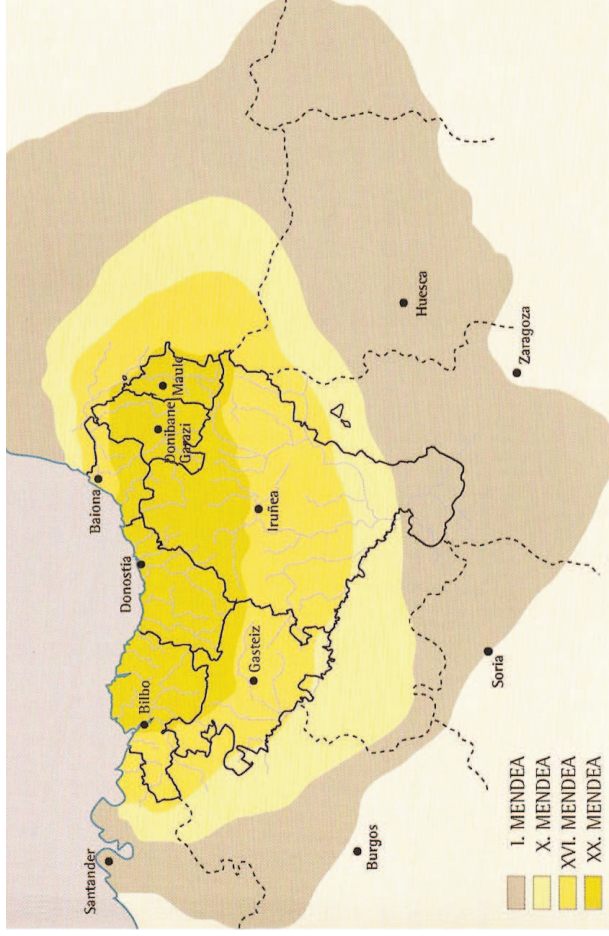 Santander
Bilbo
Donostia
Baiona
Donibane
Garazi
Maule
Gasteiz
Iruñea
Burgos
Soria
Zaragoza
Huesca
I. MENDEA
X. MENDEA
XVI. MENDEA
XX. MENDEA